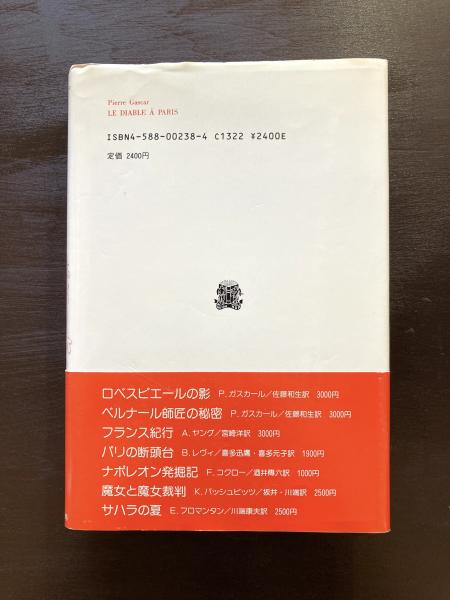 Pierre Gascar
LE DIABLE À PARIS
ISBN4-588-00238-4 C1322 ¥2400E
定価 2400円
ロベスピエールの影 P. ガスカール／佐藤和生訳 3000円
ベルナール師匠の秘密 P. ガスカール／佐藤和生訳 3000円
フランス紀行 A. ヤング／宮崎洋訳 3000円
パリの断頭台 B. レヴィ／喜多迅鷹・喜多元子訳 1900円
ナポレオン発掘記 F. コクロー／酒井傳六訳 1000円
魔女と魔女裁判 K. バッシュビッツ／坂井・川端訳 2500円
サハラの夏 E. フロマンタン／川端康夫訳 2500円